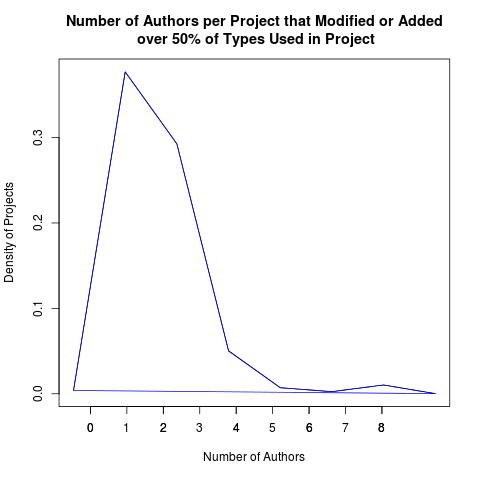 Number of Authors per Project that Modified or Added
over 50% of Types Used in Project
Density of Projects
0.3
0.2
0.1
0.0
0 1 2 3 4 5 6 7 8
Number of Authors